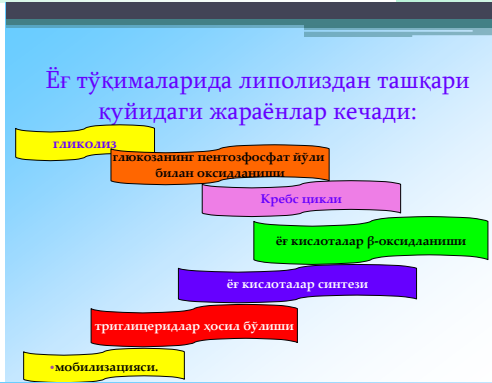 Ёғ тўқималарида липолиздан ташқари
қуйидаги жараёнлар кечади:
гликолиз
глюкозанинг пентозфосфат йўли
билан оксидланиши
Кребс цикли
ёғ кислоталар β-оксидланиши
ёғ кислоталар синтези
триглицеридлар ҳосил бўлиши
•мобилизацияси.